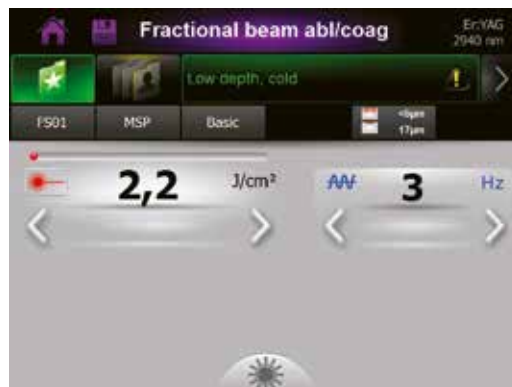 Fractional beam abl/coag
Er:YAG
2940 nm
Low depth, cold
FS01
MSP
Basic
<5µm
17µm
2,2
J/cm²
3
Hz